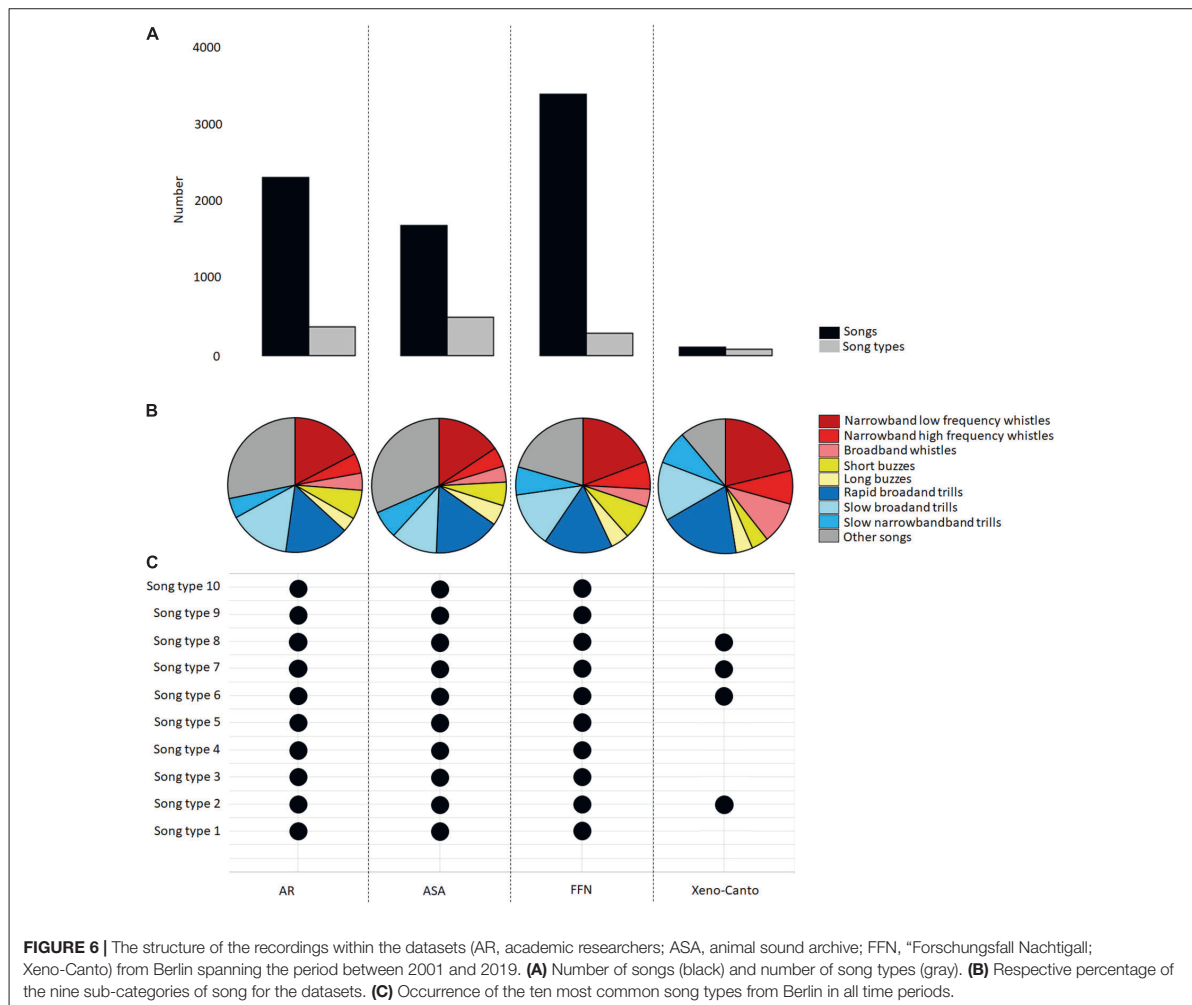 A
4000
3000
2000
1000
0
Number
Songs
Song types
B
Narrowband low frequency whistles
Narrowband high frequency whistles
Broadband whistles
Short buzzes
Long buzzes
Rapid broadand trills
Slow broadand trills
Slow narrowbandband trills
Other songs
C
Song type 10
Song type 9
Song type 8
Song type 7
Song type 6
Song type 5
Song type 4
Song type 3
Song type 2
Song type 1
AR ASA FFN Xeno-Canto
FIGURE 6 | The structure of the recordings within the datasets (AR, academic researchers; ASA, animal sound archive; FFN, “Forschungsfall Nachtigall;
Xeno-Canto) from Berlin spanning the period between 2001 and 2019. (A) Number of songs (black) and number of song types (gray). (B) Respective percentage of
the nine sub-categories of song for the datasets. (C) Occurrence of the ten most common song types from Berlin in all time periods.